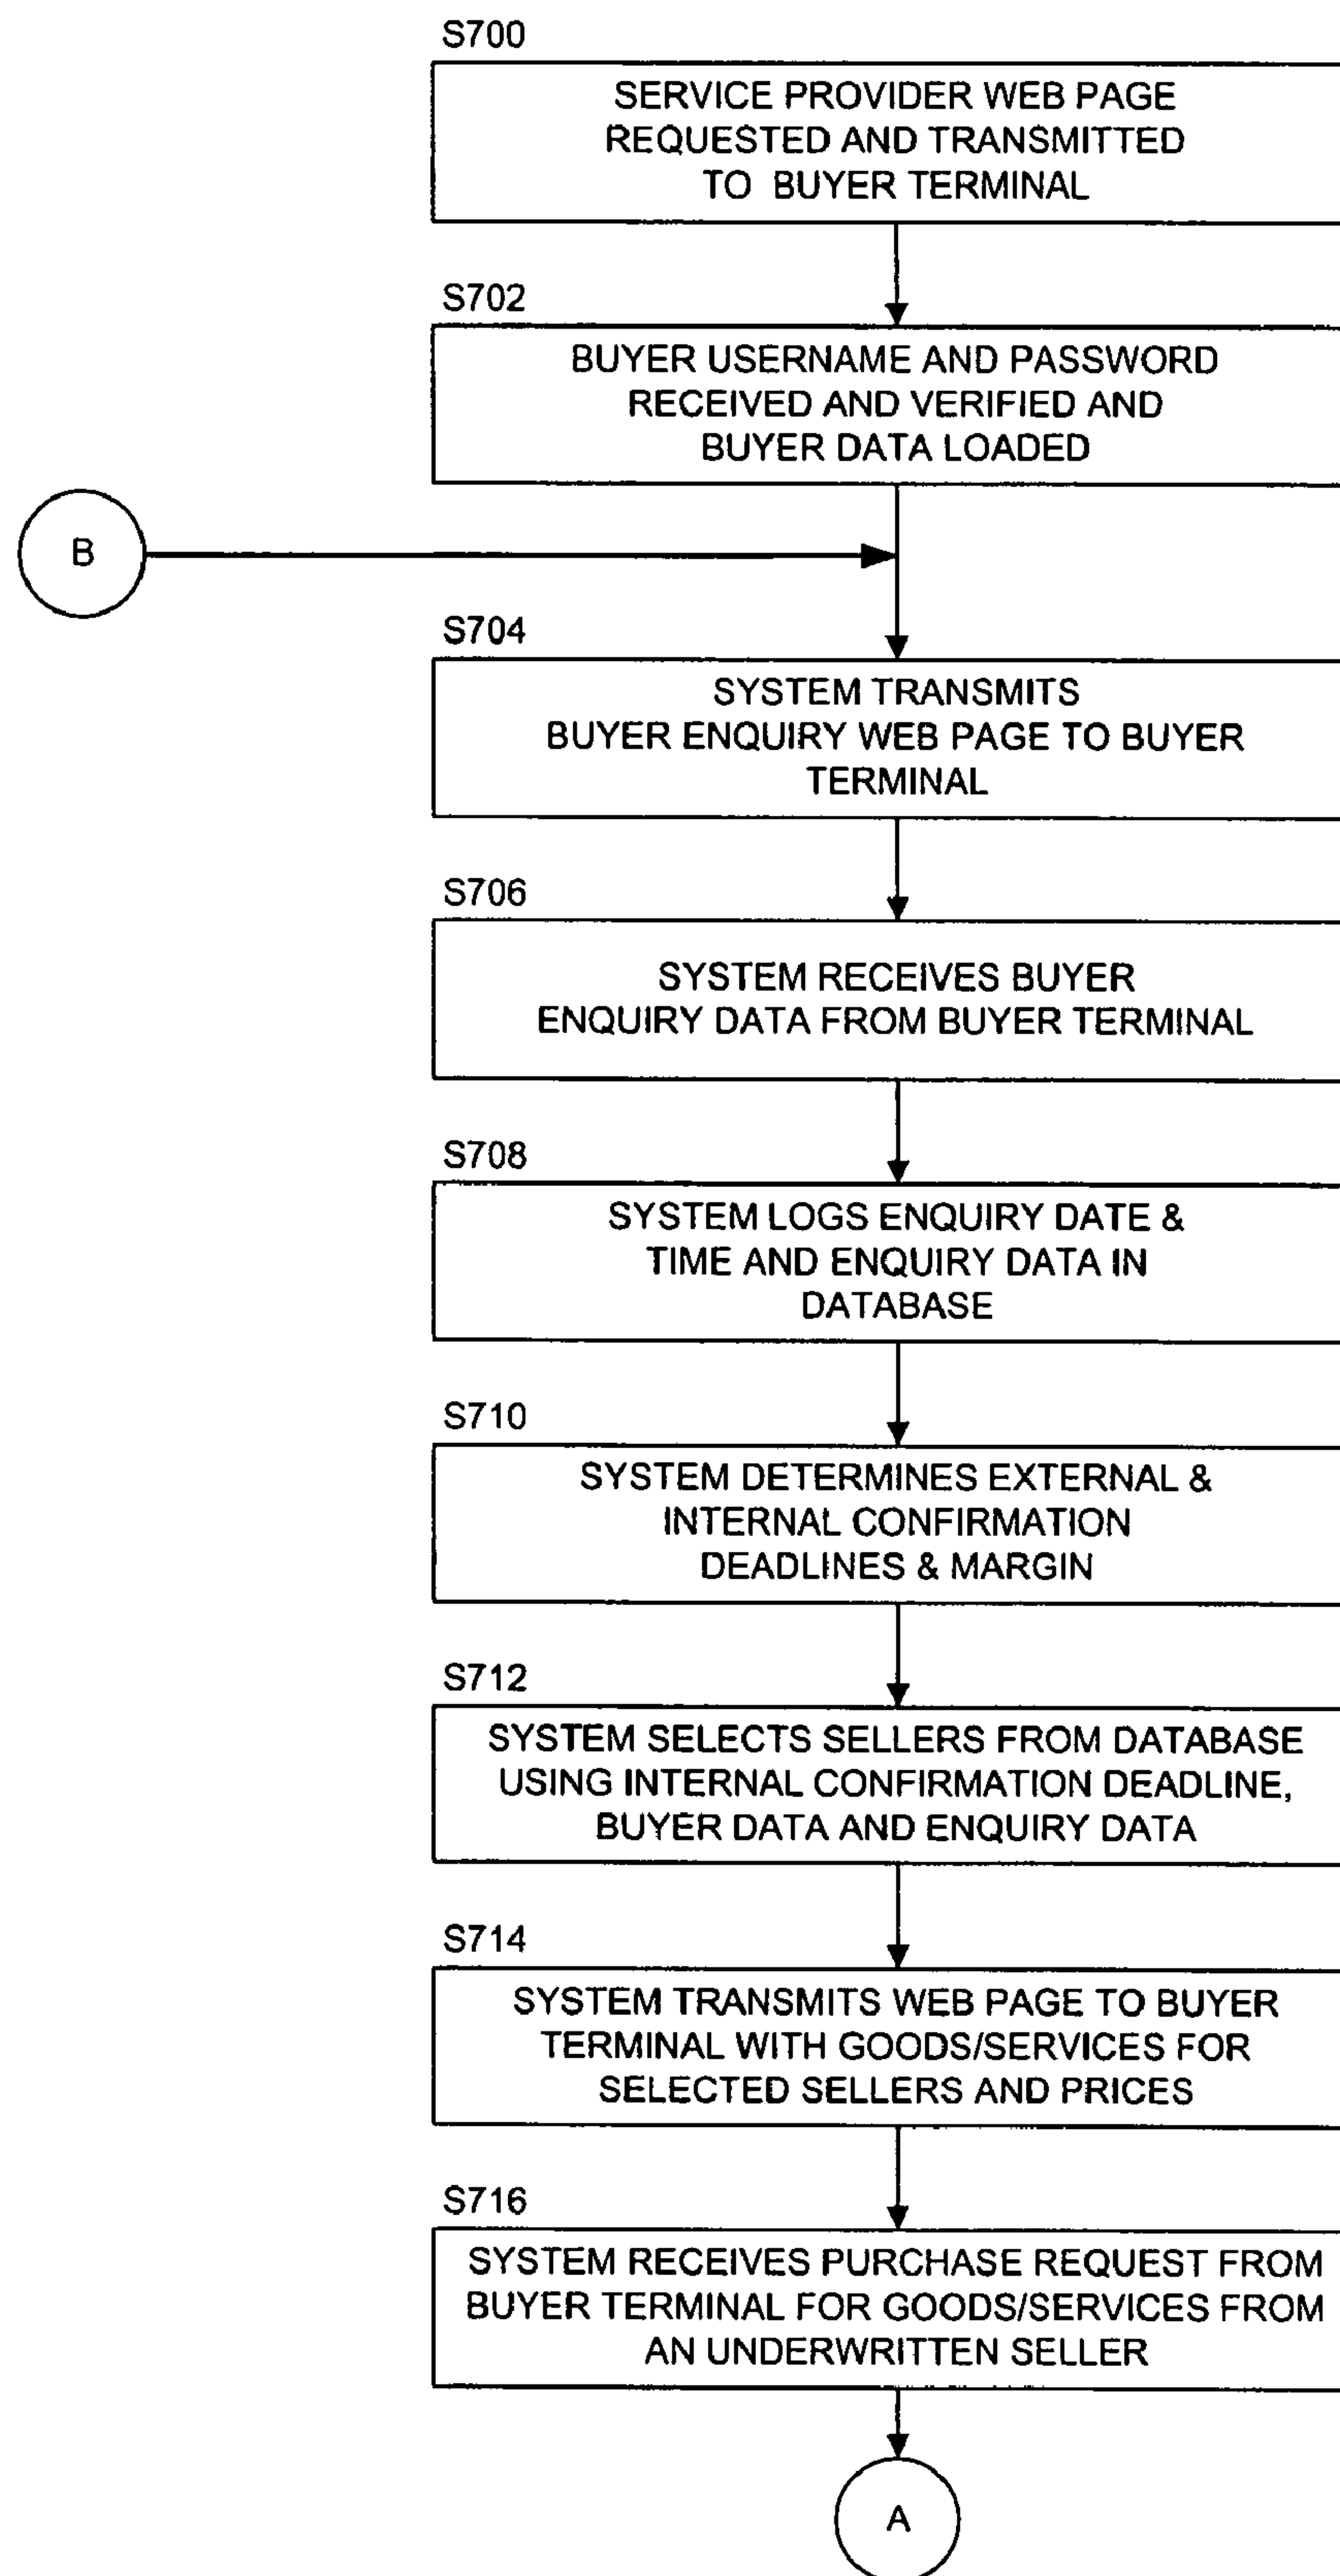 S700
SERVICE PROVIDER WEB PAGE
REQUESTED AND TRANSMITTED
TO BUYER TERMINAL
S702
BUYER USERNAME AND PASSWORD
RECEIVED AND VERIFIED AND
BUYER DATA LOADED
B
S704
SYSTEM TRANSMITS
BUYER ENQUIRY WEB PAGE TO BUYER
TERMINAL
S706
SYSTEM RECEIVES BUYER
ENQUIRY DATA FROM BUYER TERMINAL
S708
SYSTEM LOGS ENQUIRY DATE &
TIME AND ENQUIRY DATA IN
DATABASE
S710
SYSTEM DETERMINES EXTERNAL &
INTERNAL CONFIRMATION
DEADLINES & MARGIN
S712
SYSTEM SELECTS SELLERS FROM DATABASE
USING INTERNAL CONFIRMATION DEADLINE,
BUYER DATA AND ENQUIRY DATA
S714
SYSTEM TRANSMITS WEB PAGE TO BUYER
TERMINAL WITH GOODS/SERVICES FOR
SELECTED SELLERS AND PRICES
S716
SYSTEM RECEIVES PURCHASE REQUEST FROM
BUYER TERMINAL FOR GOODS/SERVICES FROM
AN UNDERWRITTEN SELLER
A